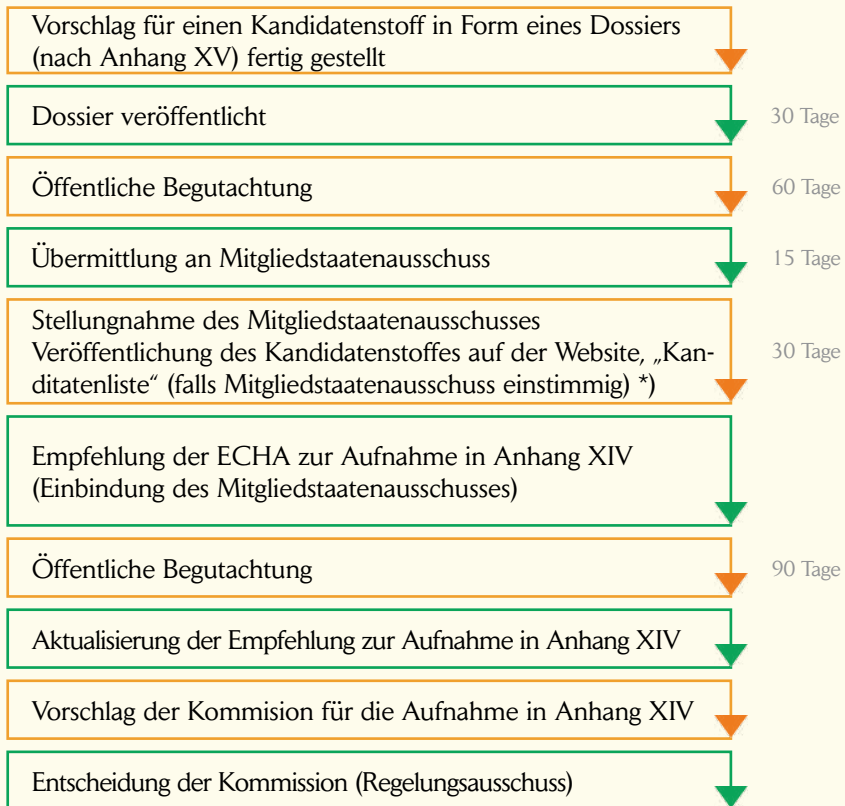 Vorschlag für einen Kandidatenstoff in Form eines Dossiers
(nach Anhang XV) fertig gestellt
Dossier veröffentlicht
30 Tage
Öffentliche Begutachtung
60 Tage
Übermittlung an Mitgliedstaatenausschuss
15 Tage
Stellungnahme des Mitgliedstaatenausschusses
Veröffentlichung des Kandidatenstoffes auf der Website, „Kan-
ditatenliste“ (falls Mitgliedstaatenausschuss einstimmig) *)
30 Tage
Empfehlung der ECHA zur Aufnahme in Anhang XIV
(Einbindung des Mitgliedstaatenausschusses)
Öffentliche Begutachtung
90 Tage
Aktualisierung der Empfehlung zur Aufnahme in Anhang XIV
Vorschlag der Kommision für die Aufnahme in Anhang XIV
Entscheidung der Kommission (Regelungsausschuss)